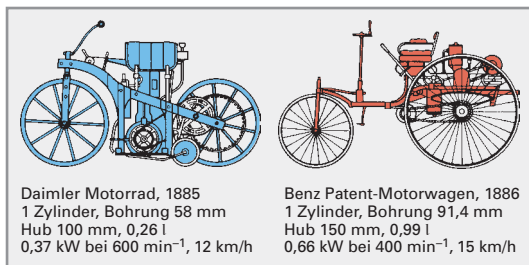 Daimler Motorrad, 1885
1 Zylinder, Bohrung 58 mm
Hub 100 mm, 0,26 l
0,37 kW bei 600 min⁻¹, 12 km/h
Benz Patent-Motorwagen, 1886
1 Zylinder, Bohrung 91,4 mm
Hub 150 mm, 0,99 l
0,66 kW bei 400 min⁻¹, 15 km/h